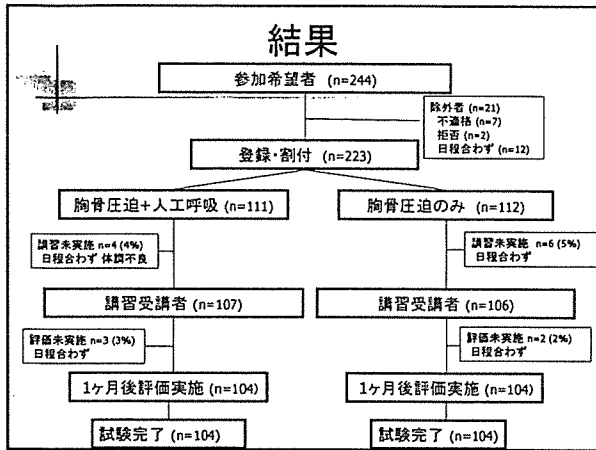 結果
参加希望者 (n=244)
除外者 (n=21)
不適格 (n=7)
拒否 (n=2)
日程合わず (n=12)
登録・割付 (n=223)
胸骨圧迫+人工呼吸 (n=111)
胸骨圧迫のみ (n=112)
講習未実施 n=4 (4%)
日程合わず 体調不良
講習未実施 n=6 (5%)
日程合わず
講習受講者 (n=107)
講習受講者 (n=106)
評価未実施 n=3 (3%)
日程合わず
評価未実施 n=2 (2%)
日程合わず
1ヶ月後評価実施 (n=104)
1ヶ月後評価実施 (n=104)
試験完了 (n=104)
試験完了 (n=104)